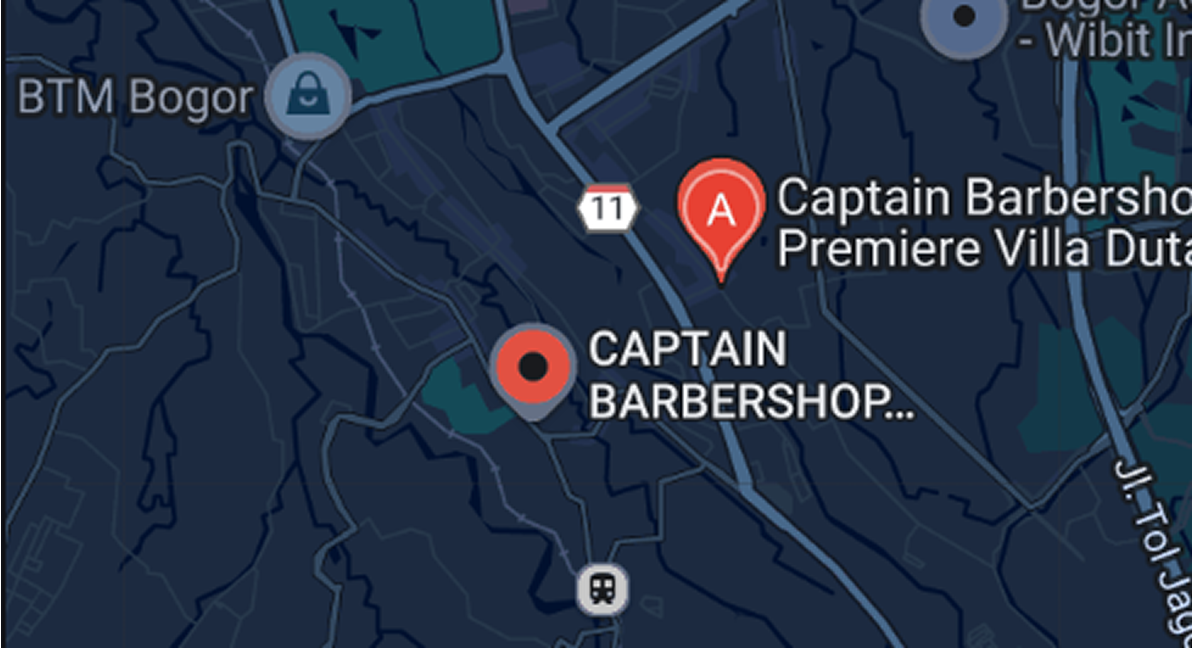 - Wibit In
BTM Bogor
11
A
Captain Barbersho
Premiere Villa Duta
CAPTAIN
BARBERSHOP...
Jl. Tol Jago